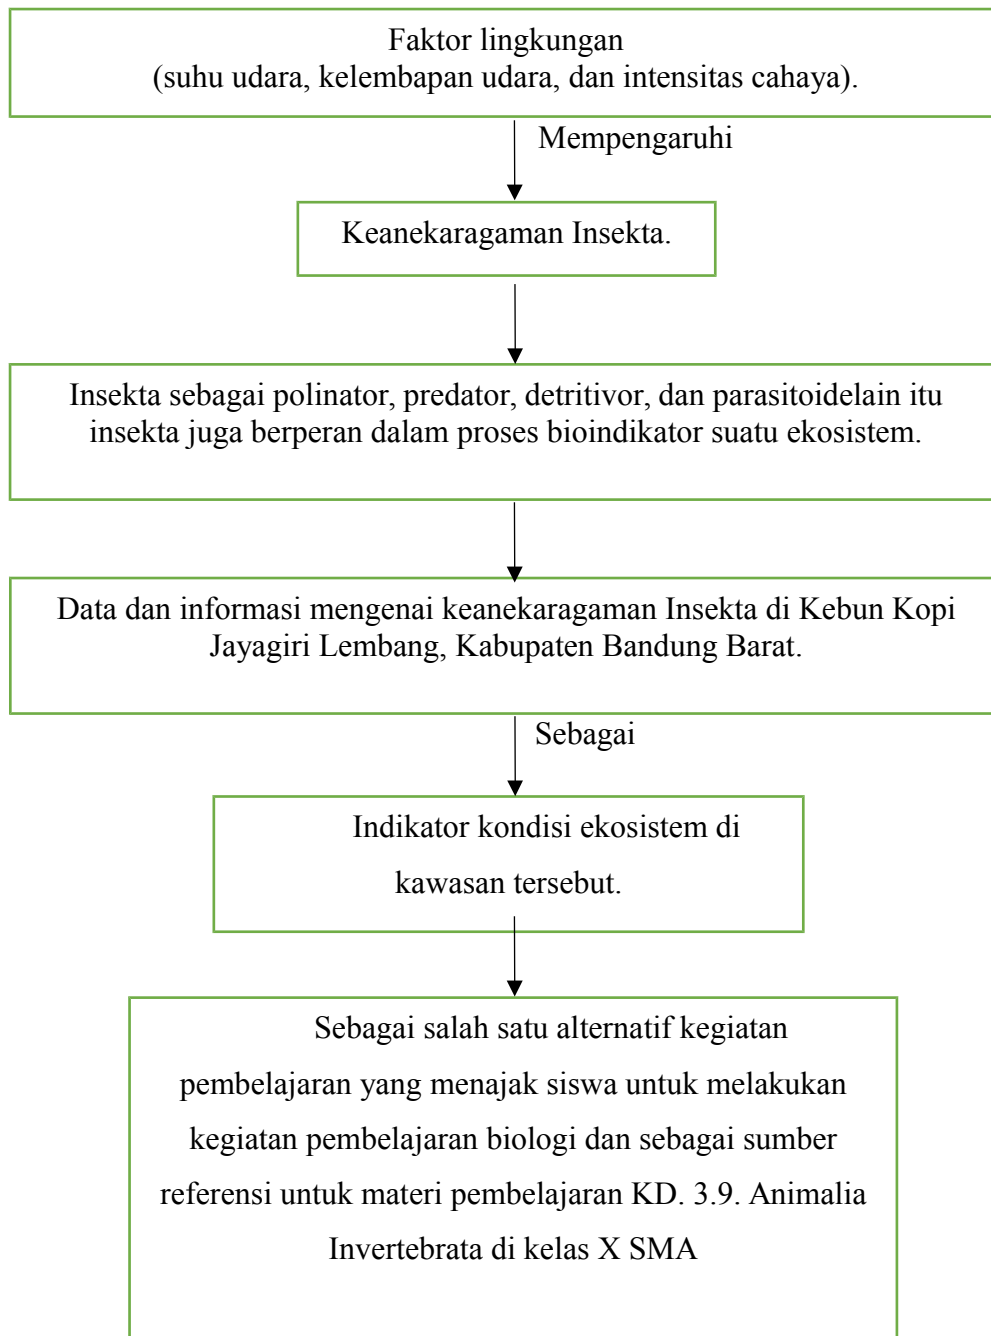 Faktor lingkungan
(suhu udara, kelembapan udara, dan intensitas cahaya).
Mempengaruhi
Keanekaragaman Insekta.
Insekta sebagai polinator, predator, detritivor, dan parasitoidelain itu
insekta juga berperan dalam proses bioindikator suatu ekosistem.
Data dan informasi mengenai keanekaragaman Insekta di Kebun Kopi
Jayagiri Lembang, Kabupaten Bandung Barat.
Sebagai
Indikator kondisi ekosistem di
kawasan tersebut.
Sebagai salah satu alternatif kegiatan
pembelajaran yang menajak siswa untuk melakukan
kegiatan pembelajaran biologi dan sebagai sumber
referensi untuk materi pembelajaran KD. 3.9. Animalia
Invertebrata di kelas X SMA